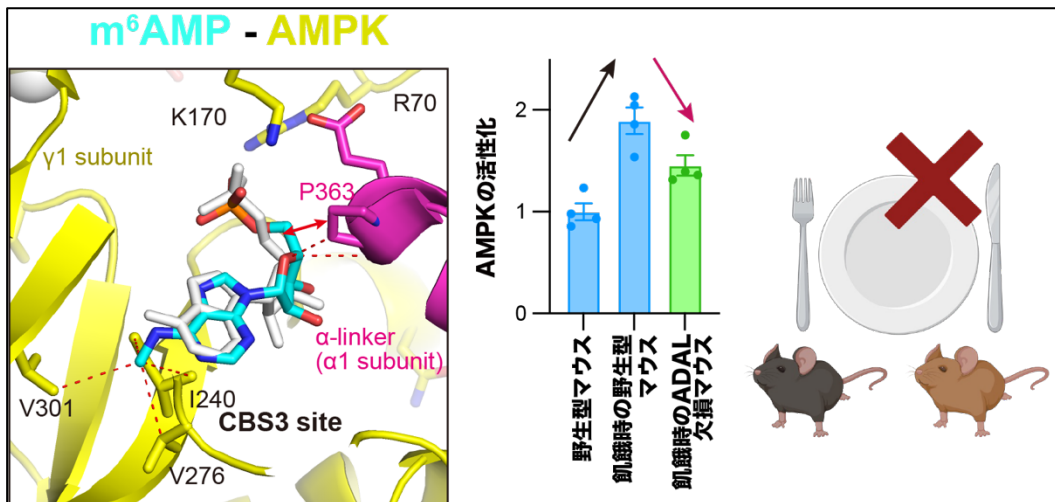 m⁶AMP - AMPK
K170
R70
γ1 subunit
P363
α-linker
(α1 subunit)
V301
I240
CBS3 site
V276
AMPKの活性化
2
1
0
野生型マウス
飢餓時の野生型
マウス
飢餓時のADAL
欠損マウス